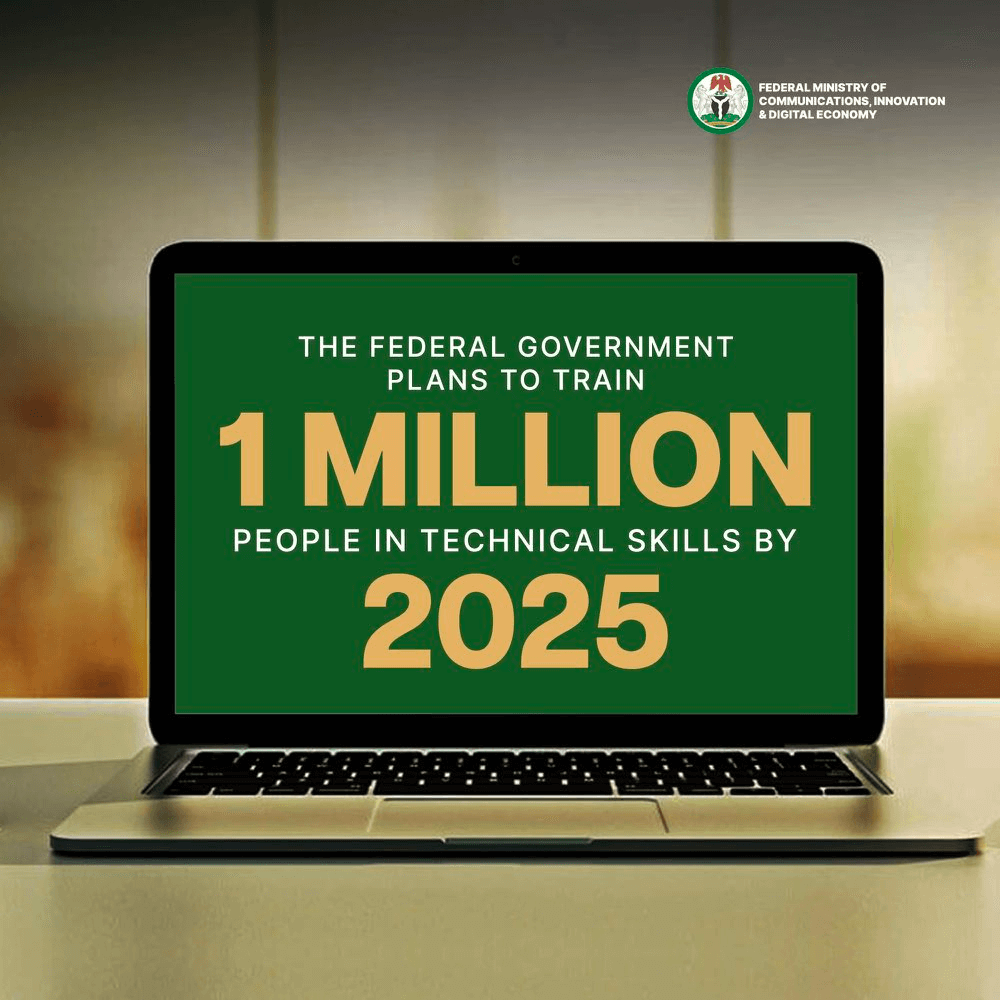 FEDERAL MINISTRY OF
COMMUNICATIONS, INNOVATION
& DIGITAL ECONOMY
THE FEDERAL GOVERNMENT
PLANS TO TRAIN
1 MILLION
PEOPLE IN TECHNICAL SKILLS BY
2025